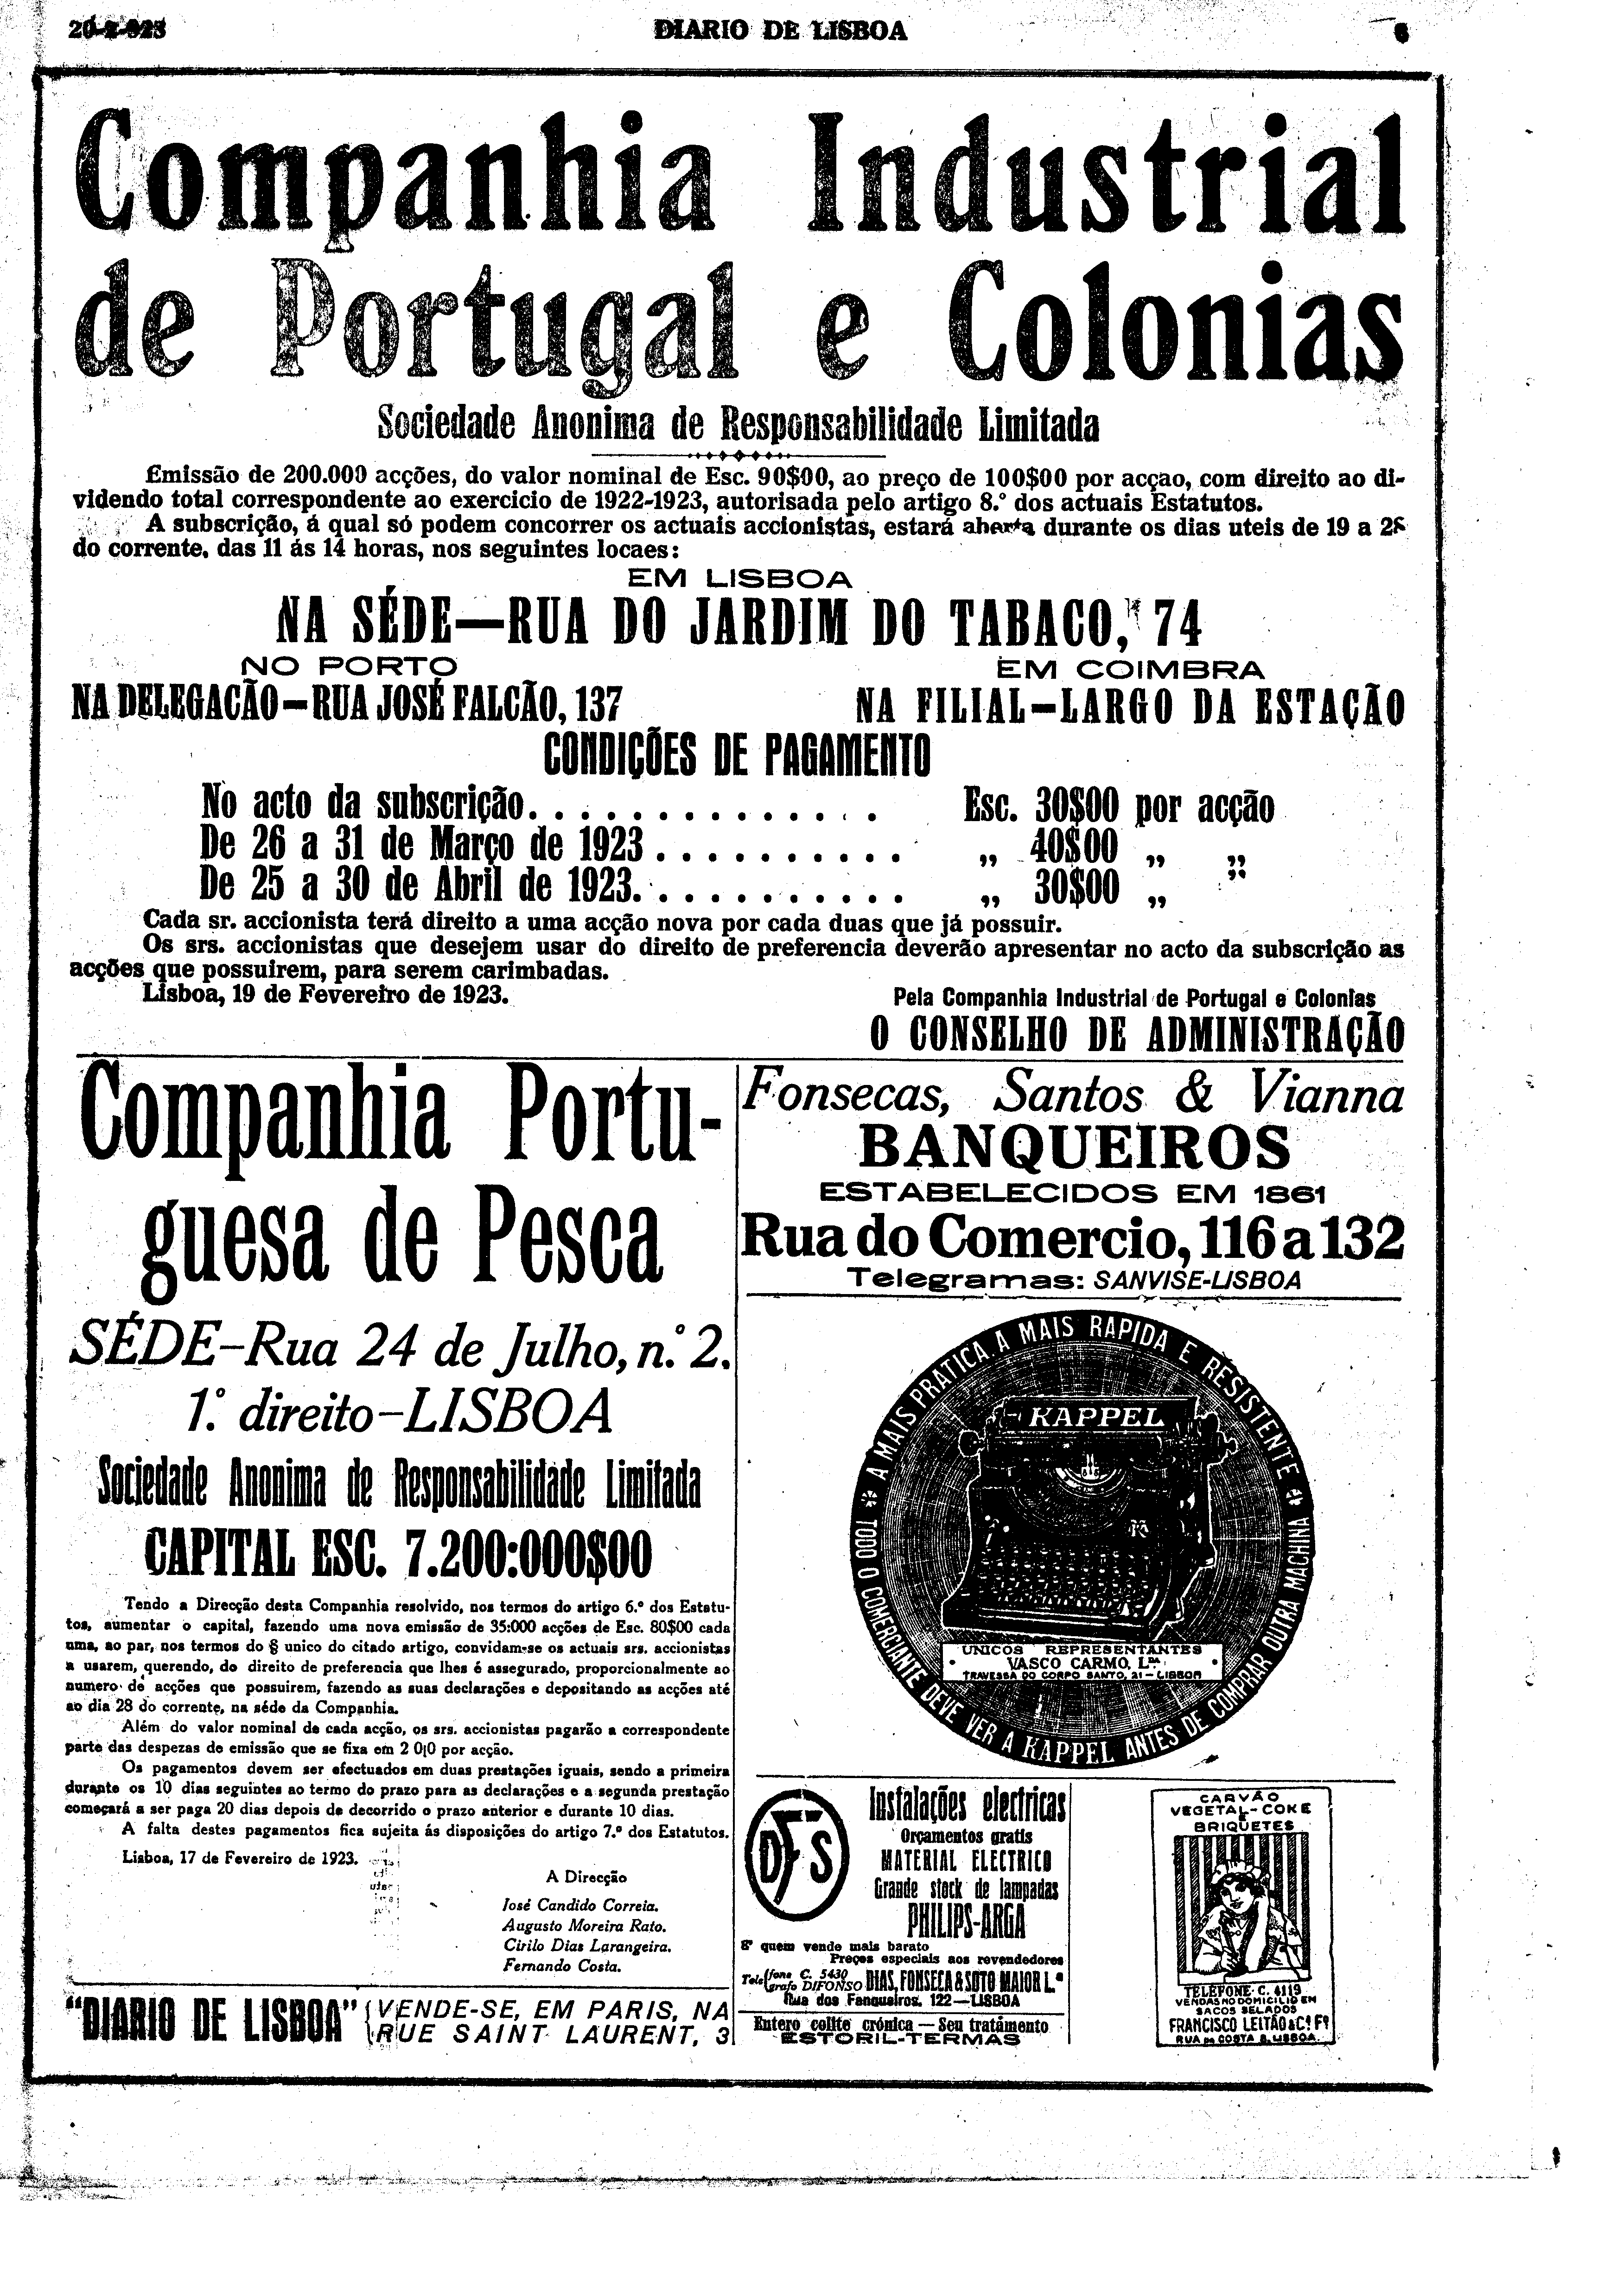 20-2-923
DIARIO DE LISBOA
6
Companhia Industrial
de Portugal e Colonias
Sociedade Anonima de Responsabilidade Limitada
Emissão de 200.000 acções, do valor nominal de Esc. 90$00, ao preço de 100$00 por acção, com direito ao di-
videndo total correspondente ao exercicio de 1922-1923, autorisada pelo artigo 8.º dos actuais Estatutos.
A subscrição, á qual só podem concorrer os actuais accionistas, estará aberta durante os dias uteis de 19 a 28
do corrente, das 11 ás 14 horas, nos seguintes locaes:
EM LISBOA
NA SÉDE—RUA DO JARDIM DO TABACO, 74
NO PORTO
NA DELEGACÃO—RUA JOSÉ FALCÃO, 137
EM COIMBRA
NA FILIAL—LARGO DA ESTAÇÃO
CONDIÇÕES DE PAGAMENTO
No acto da subscrição. . . . . . . . . . . . . . Esc. 30$00 por acção
De 26 a 31 de Março de 1923 . . . . . . . . . . ,, 40$00 ,, ,,
De 25 a 30 de Abril de 1923. . . . . . . . . . . ,, 30$00 ,, ,,
Cada sr. accionista terá direito a uma acção nova por cada duas que já possuir.
Os srs. accionistas que desejem usar do direito de preferencia deverão apresentar no acto da subscrição as
acções que possuirem, para serem carimbadas.
Lisboa, 19 de Fevereiro de 1923.
Pela Companhia Industrial de Portugal e Colonias
O CONSELHO DE ADMINISTRAÇÃO
Companhia Portu-
guesa de Pesca
SÉDE—Rua 24 de Julho, n.º 2.
1.º direito—LISBOA
Sociedade Anonima de Responsabilidade Limitada
CAPITAL ESC. 7.200:000$00
Tendo a Direcção desta Companhia resolvido, nos termos do artigo 6.º dos Estatu-
tos, aumentar o capital, fazendo uma nova emissão de 35:000 acções de Esc. 80$00 cada
uma, ao par, nos termos do § unico do citado artigo, convidam-se os actuais srs. accionistas
a usarem, querendo, do direito de preferencia que lhes é assegurado, proporcionalmente ao
numero de acções que possuirem, fazendo as suas declarações e depositando as acções até
ao dia 28 do corrente, na séde da Companhia.
Além do valor nominal de cada acção, os srs. accionistas pagarão a correspondente
parte das despezas de emissão que se fixa em 2 0|0 por acção.
Os pagamentos devem ser efectuados em duas prestações iguais, sendo a primeira
durante os 10 dias seguintes ao termo do prazo para as declarações e a segunda prestação
começará a ser paga 20 dias depois de decorrido o prazo anterior e durante 10 dias.
A falta destes pagamentos fica sujeita ás disposições do artigo 7.º dos Estatutos.
Lisboa, 17 de Fevereiro de 1923.
A Direcção
José Candido Correia.
Augusto Moreira Rato.
Cirilo Dias Larangeira.
Fernando Costa.
"DIARIO DE LISBOA" VENDE-SE, EM PARIS, NA
RUE SAINT LAURENT, 3
Fonsecas, Santos & Vianna
BANQUEIROS
ESTABELECIDOS EM 1861
Rua do Comercio, 116 a 132
Telegramas: SANVISE-LISBOA
A MAIS PRATICA A MAIS RAPIDA E RESISTENTE
KAPPEL
UNICOS REPRESENTANTES
VASCO CARMO, L.DA
TRAVESSA DO CORPO SANTO, 21—LISBOA
TODO O COMERCIANTE DEVE VER A KAPPEL ANTES DE COMPRAR OUTRA MACHINA
DFS
Instalações electricas
Orçamentos gratis
MATERIAL ELECTRICO
Grande stock de lampadas
PHILIPS-ARGA
E' quem vende mais barato
Preços especiais aos revendedores
Tele(fone C. 5430
grafo DIFONSO DIAS, FONSECA & SOTO MAIOR L.ª
Rua dos Fanqueiros, 122—LISBOA
Entero colite crónica—Seu tratamento
ESTORIL-TERMAS
CARVÃO
VEGETAL-COKE
BRIQUETES
TELEFONE C. 4119
VENDAS NO DOMICILIO EM
SACOS SELADOS
FRANCISCO LEITÃO & C.º F.º
RUA DA COSTA 8, LISBOA